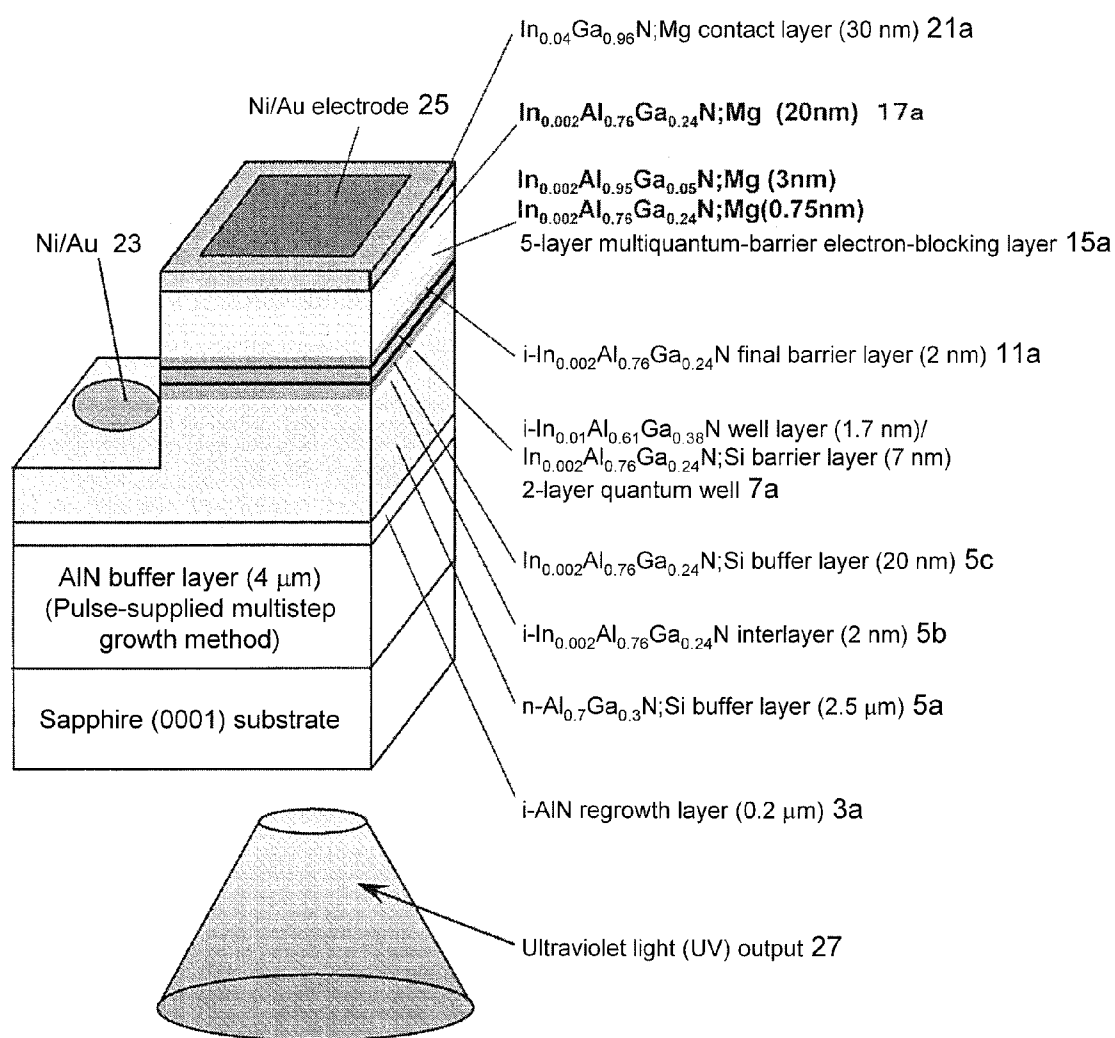 In0.04Ga0.96N;Mg contact layer (30 nm) 21a
Ni/Au electrode 25
In0.002Al0.76Ga0.24N;Mg (20nm) 17a
In0.002Al0.95Ga0.05N;Mg (3nm)
In0.002Al0.76Ga0.24N;Mg(0.75nm)
5-layer multiquantum-barrier electron-blocking layer 15a
Ni/Au 23
i-In0.002Al0.76Ga0.24N final barrier layer (2 nm) 11a
i-In0.01Al0.61Ga0.38N well layer (1.7 nm)/
In0.002Al0.76Ga0.24N;Si barrier layer (7 nm)
2-layer quantum well 7a
In0.002Al0.76Ga0.24N;Si buffer layer (20 nm) 5c
AlN buffer layer (4 μm)
(Pulse-supplied multistep
growth method)
i-In0.002Al0.76Ga0.24N interlayer (2 nm) 5b
n-Al0.7Ga0.3N;Si buffer layer (2.5 μm) 5a
Sapphire (0001) substrate
i-AlN regrowth layer (0.2 μm) 3a
Ultraviolet light (UV) output 27